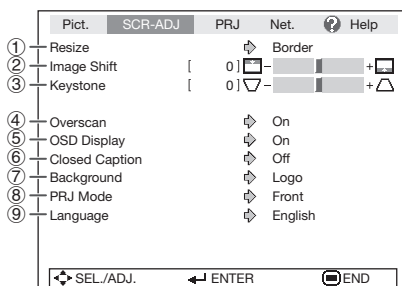 Pict. SCR-ADJ PRJ Net. ? Help
① Resize Border
② Image Shift [ 0 ] − +
③ Keystone [ 0 ] − +
④ Overscan On
⑤ OSD Display On
⑥ Closed Caption Off
⑦ Background Logo
⑧ PRJ Mode Front
⑨ Language English
SEL./ADJ. ENTER END